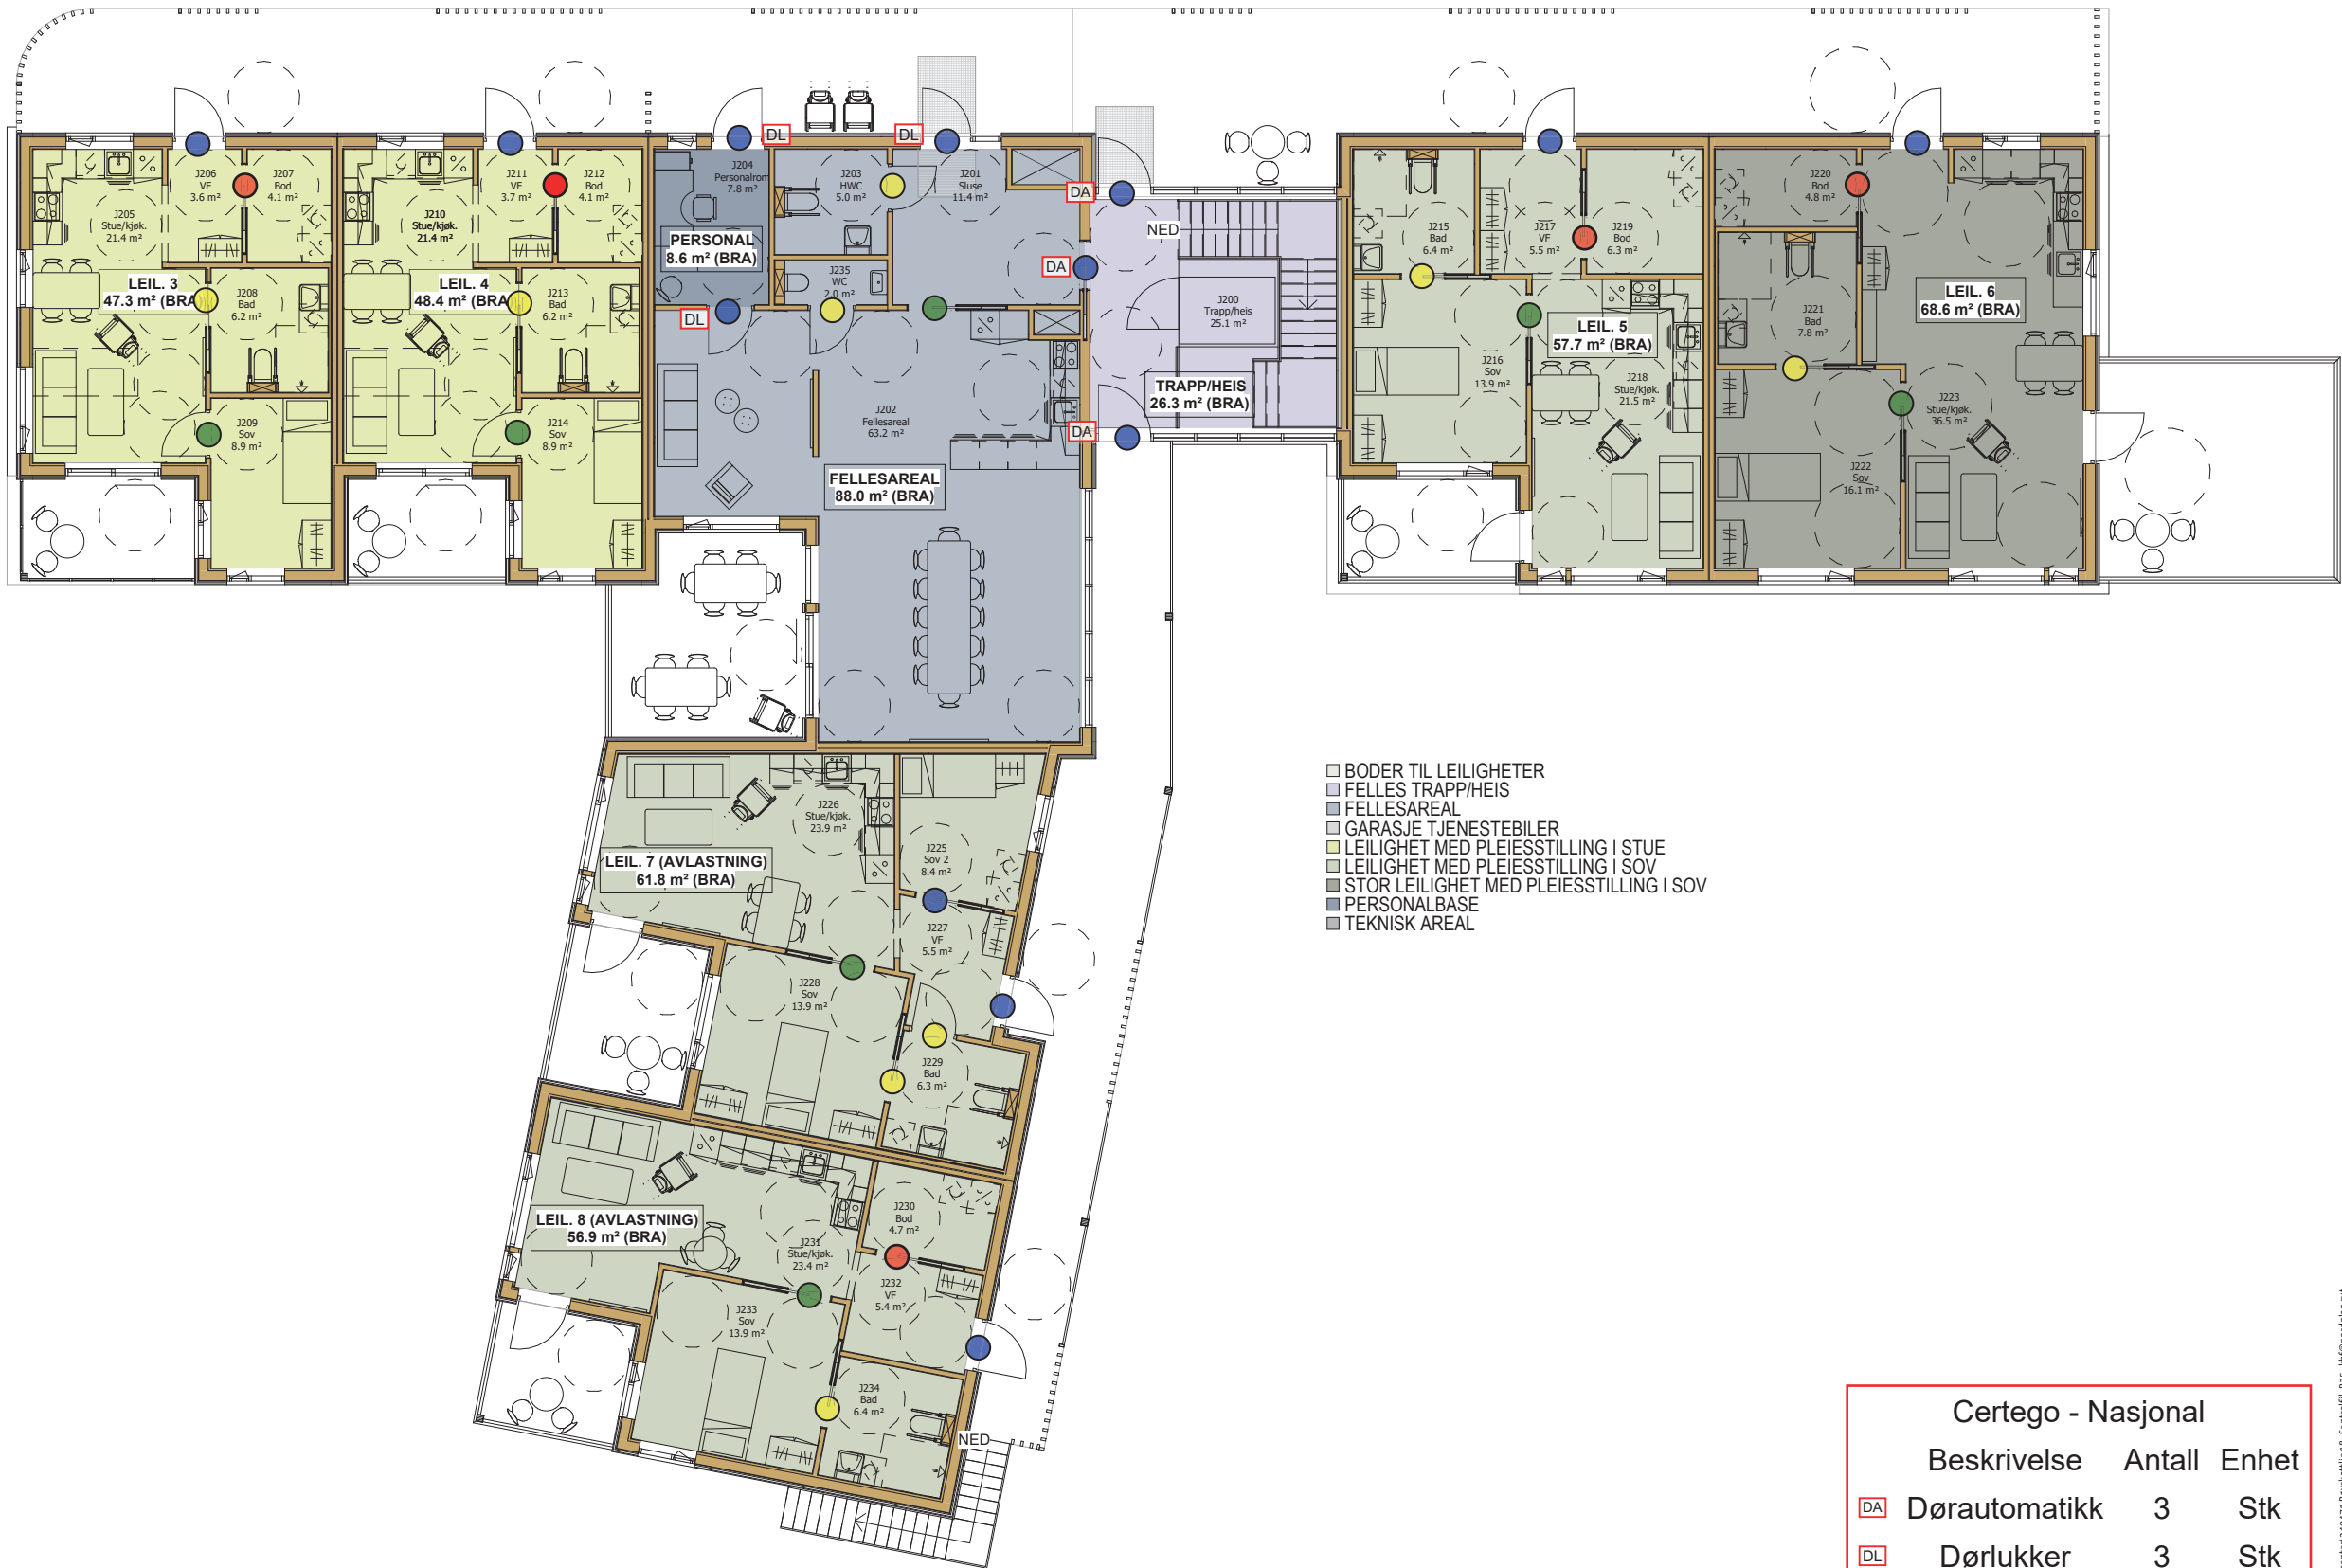 J206
VF
3.6 m²
J207
Bod
4.1 m²
J205
Stue/kjøk.
21.4 m²
LEIL. 3
47.3 m² (BRA
J208
Bad
6.2 m²
J209
Sov
8.9 m²
J211
VF
3.7 m²
J212
Bod
4.1 m²
J210
Stue/kjøk.
21.4 m²
LEIL. 4
48.4 m² (BRA
J213
Bad
6.2 m²
J214
Sov
8.9 m²
DL
DL
J204
Personalrom
7.8 m²
PERSONAL
8.6 m² (BRA)
DL
J203
HWC
5.0 m²
J201
Sluse
11.4 m²
J235
WC
2.0 m²
DA
DA
DA
J202
Fellesareal
63.2 m²
FELLESAREAL
88.0 m² (BRA)
NED
J200
Trapp/heis
25.1 m²
TRAPP/HEIS
26.3 m² (BRA)
J215
Bad
6.4 m²
J217
VF
5.5 m²
J219
Bod
6.3 m²
J216
Sov
13.9 m²
LEIL. 5
57.7 m² (BRA)
J218
Stue/kjøk.
21.5 m²
J220
Bod
4.8 m²
J221
Bad
7.8 m²
LEIL. 6
68.6 m² (BRA)
J223
Stue/kjøk.
36.5 m²
J222
Sov
16.1 m²
J226
Stue/kjøk.
23.9 m²
LEIL. 7 (AVLASTNING)
61.8 m² (BRA)
J225
Sov 2
8.4 m²
J227
VF
5.5 m²
J228
Sov
13.9 m²
J229
Bad
6.3 m²
LEIL. 8 (AVLASTNING)
56.9 m² (BRA)
J230
Bod
4.7 m²
J231
Stue/kjøk.
23.4 m²
J232
VF
5.4 m²
J233
Sov
13.9 m²
J234
Bad
6.4 m²
NED
BODER TIL LEILIGHETER
FELLES TRAPP/HEIS
FELLESAREAL
GARASJE TJENESTEBILER
LEILIGHET MED PLEIESSTILLING I STUE
LEILIGHET MED PLEIESSTILLING I SOV
STOR LEILIGHET MED PLEIESSTILLING I SOV
PERSONALBASE
TEKNISK AREAL
Certego - Nasjonal
Beskrivelse Antall Enhet
DA Dørautomatikk 3 Stk
DL Dørlukker 3 Stk